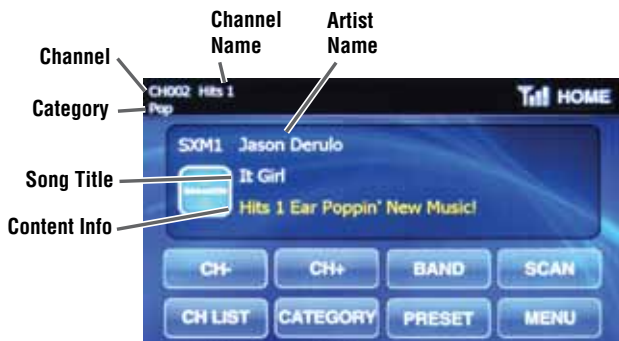 Channel
Name
Artist
Name
Channel
Category
Song Title
Content Info
CH002 Hits 1
HOME
Pop
SXM1 Jason Derulo
It Girl
Hits 1 Ear Poppin' New Music!
CH-
CH+
BAND
SCAN
CH LIST
CATEGORY
PRESET
MENU